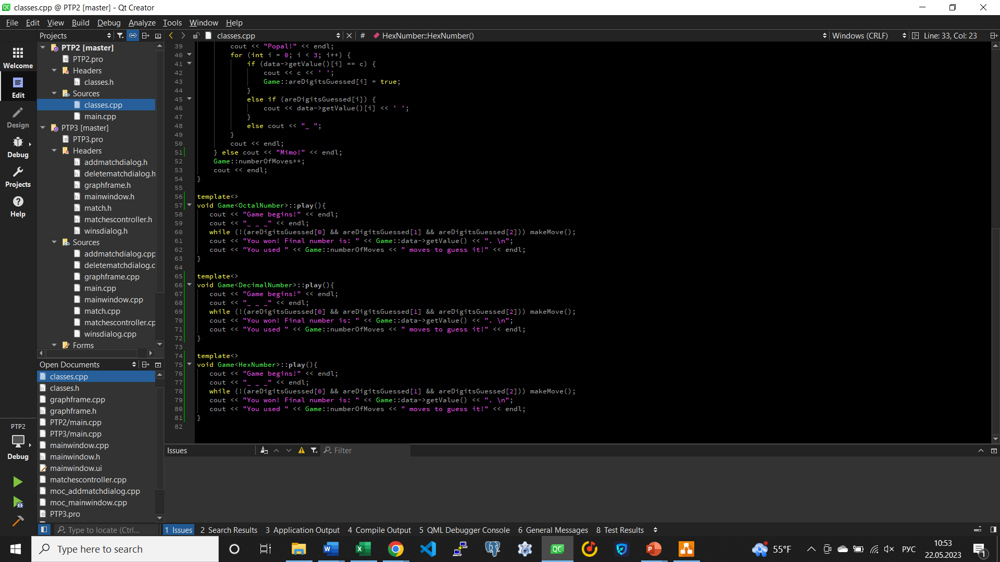 classes.cpp @ PTP2 [master] - Qt Creator
File Edit View Build Debug Analyze Tools Window Help
Projects
classes.cpp
#
HexNumber::HexNumber()
Windows (CRLF)
Line: 33, Col: 23
Welcome
Edit
Design
Debug
Projects
Help
PTP2
Debug
PTP2 [master]
PTP2.pro
Headers
classes.h
Sources
classes.cpp
main.cpp
PTP3 [master]
PTP3.pro
Headers
addmatchdialog.h
deletematchdialog.h
graphframe.h
mainwindow.h
match.h
matchescontroller.h
winsdialog.h
Sources
addmatchdialog.cpp
deletematchdialog.c
graphframe.cpp
main.cpp
mainwindow.cpp
match.cpp
matchescontroller.cp
winsdialog.cpp
Forms
Open Documents
classes.cpp
classes.h
graphframe.cpp
graphframe.h
PTP2/main.cpp
PTP3/main.cpp
mainwindow.cpp
mainwindow.h
mainwindow.ui
matchescontroller.cpp
moc_addmatchdialog.cpp
moc_mainwindow.cpp
PTP3.pro
39 cout << "Popal!" << endl;
40 for (int i = 0; i < 3; i++) {
41 if (data->getValue()[i] == c) {
42 cout << c << ' ';
43 Game::areDigitsGuessed[i] = true;
44 }
45 else if (areDigitsGuessed[i]) {
46 cout << data->getValue()[i] << ' ';
47 }
48 else cout << "_ ";
49 }
50 cout << endl;
51 } else cout << "Mimo!" << endl;
52 Game::numberOfMoves++;
53 cout << endl;
54 }
55
56 template<>
57 void Game<OctalNumber>::play(){
58 cout << "Game begins!" << endl;
59 cout << "_ _ _" << endl;
60 while (!(areDigitsGuessed[0] && areDigitsGuessed[1] && areDigitsGuessed[2])) makeMove();
61 cout << "You won! Final number is: " << Game::data->getValue() << ". \n";
62 cout << "You used " << Game::numberOfMoves << " moves to guess it!" << endl;
63 }
64
65 template<>
66 void Game<DecimalNumber>::play(){
67 cout << "Game begins!" << endl;
68 cout << "_ _ _" << endl;
69 while (!(areDigitsGuessed[0] && areDigitsGuessed[1] && areDigitsGuessed[2])) makeMove();
70 cout << "You won! Final number is: " << Game::data->getValue() << ". \n";
71 cout << "You used " << Game::numberOfMoves << " moves to guess it!" << endl;
72 }
73
74 template<>
75 void Game<HexNumber>::play(){
76 cout << "Game begins!" << endl;
77 cout << "_ _ _" << endl;
78 while (!(areDigitsGuessed[0] && areDigitsGuessed[1] && areDigitsGuessed[2])) makeMove();
79 cout << "You won! Final number is: " << Game::data->getValue() << ". \n";
80 cout << "You used " << Game::numberOfMoves << " moves to guess it!" << endl;
81 }
82
Issues
Filter
Type to locate (Ctrl...
1 Issues 2 Search Results 3 Application Output 4 Compile Output 5 QML Debugger Console 6 General Messages 8 Test Results
Type here to search
55°F
РУС
10:53
22.05.2023
1